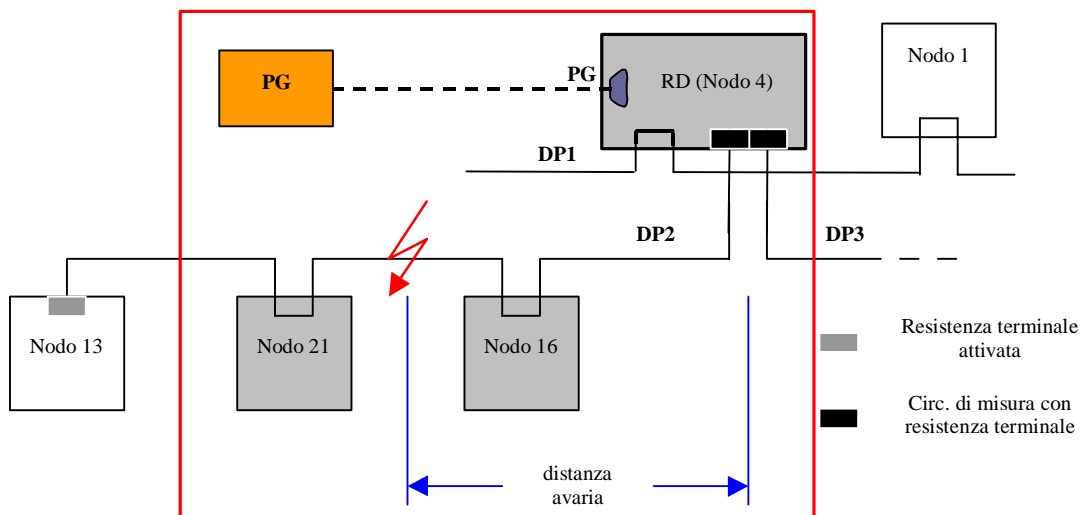 PG
PG
RD (Nodo 4)
Nodo 1
DP1
DP2
DP3
Nodo 13
Nodo 21
Nodo 16
Resistenza terminale
attivata
Circ. di misura con
resistenza terminale
distanza
avaria